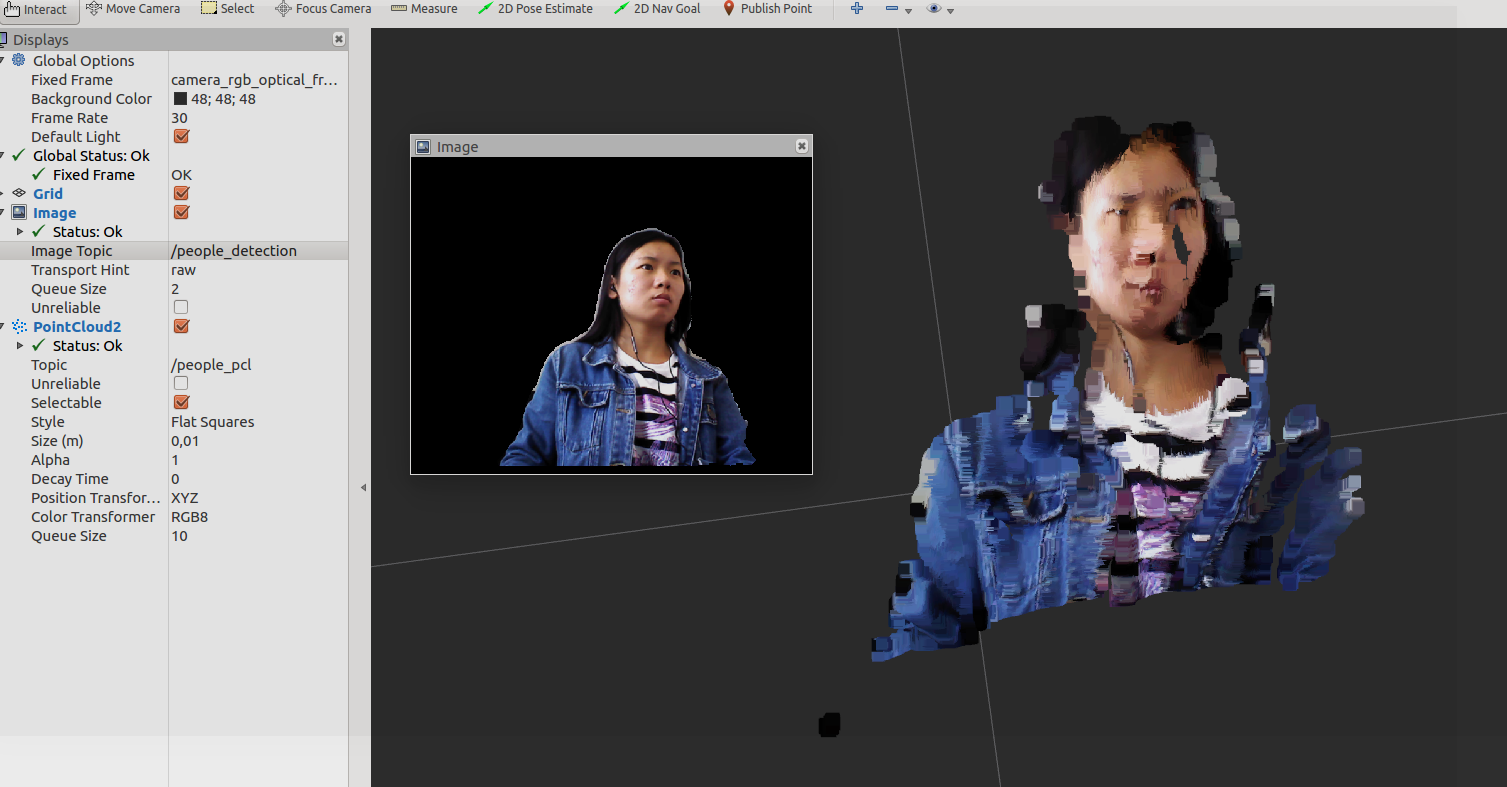 Interact Move Camera Select Focus Camera Measure 2D Pose Estimate 2D Nav Goal Publish Point
Displays
Global Options
Fixed Frame camera_rgb_optical_fr...
Background Color 48; 48; 48
Frame Rate 30
Default Light
Global Status: Ok
Fixed Frame OK
Grid
Image
Status: Ok
Image Topic /people_detection
Transport Hint raw
Queue Size 2
Unreliable
PointCloud2
Status: Ok
Topic /people_pcl
Unreliable
Selectable
Style Flat Squares
Size (m) 0,01
Alpha 1
Decay Time 0
Position Transfor... XYZ
Color Transformer RGB8
Queue Size 10
Image